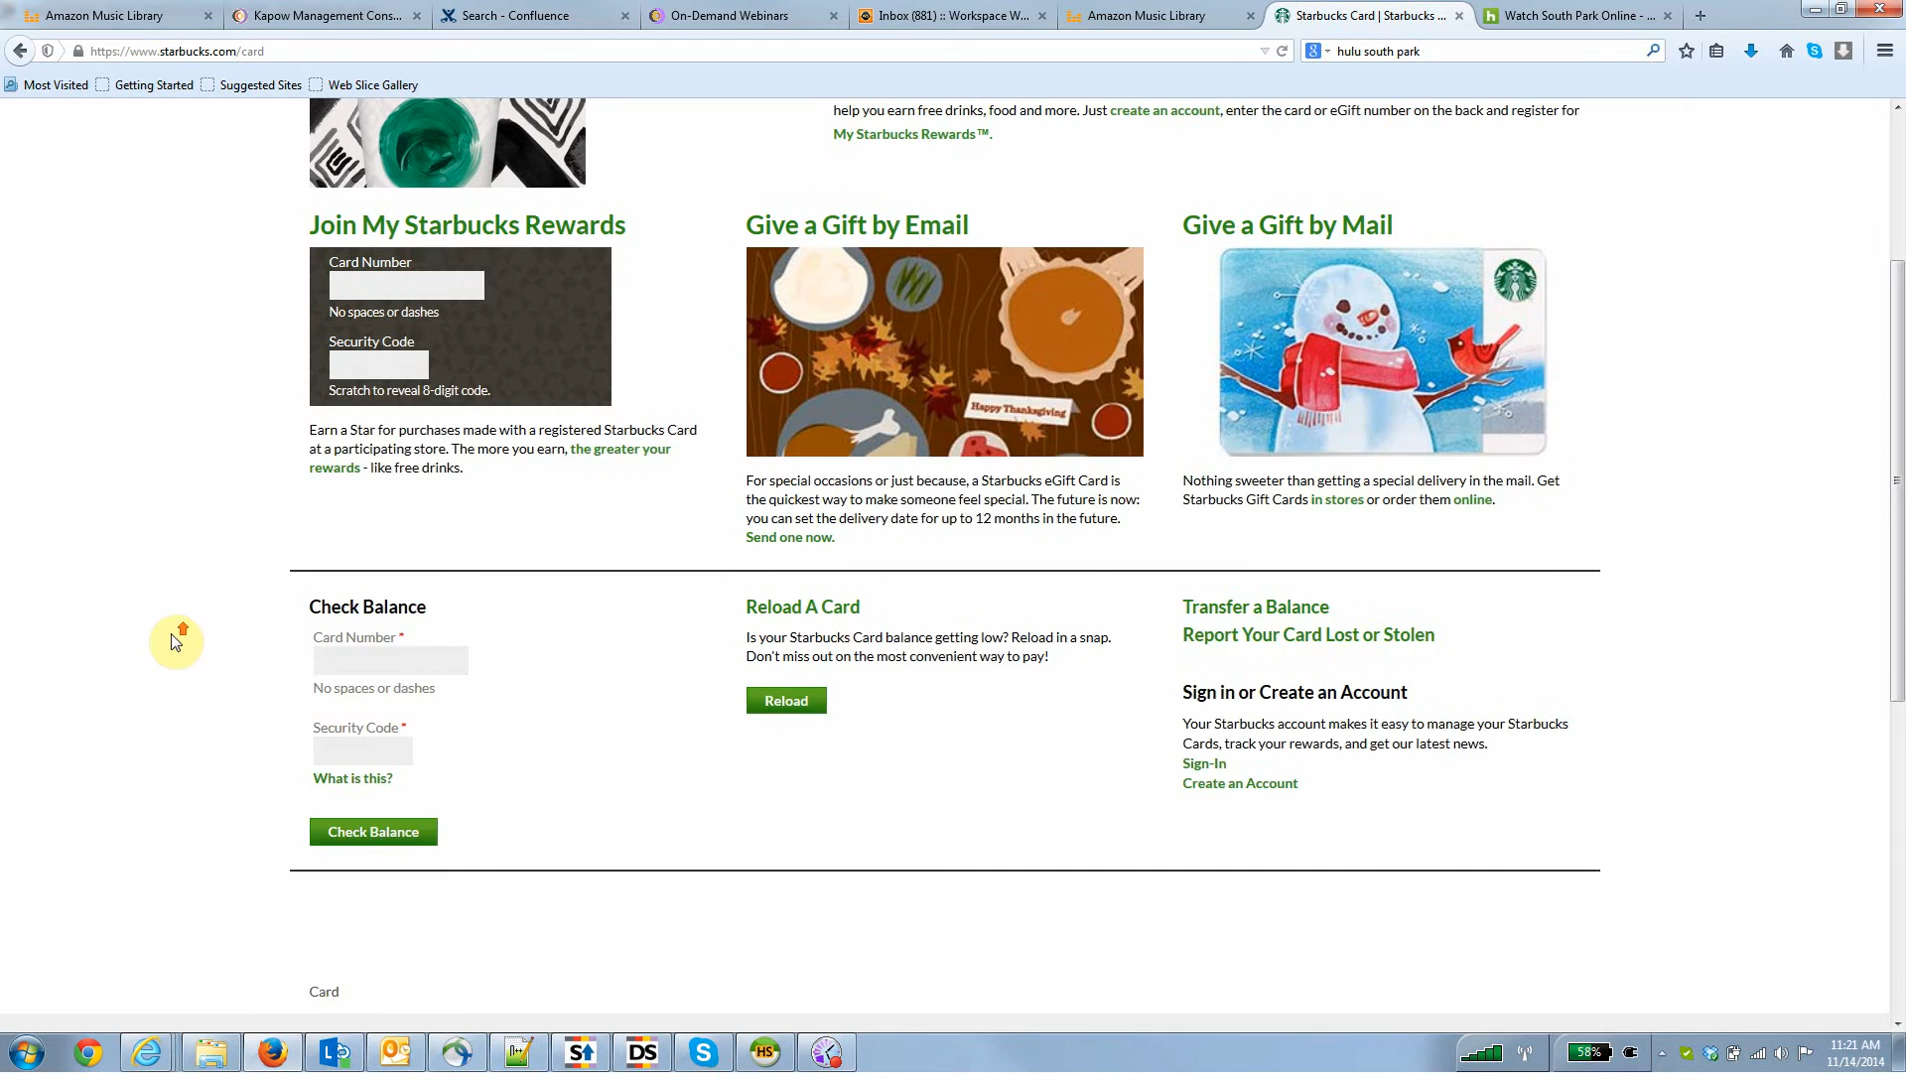 Amazon Music Library
Kapow Management Cons...
Search - Confluence
On-Demand Webinars
Inbox (881) :: Workspace W...
Amazon Music Library
Starbucks Card | Starbucks ...
Watch South Park Online - ...
https://www.starbucks.com/card
hulu south park
Most Visited
Getting Started
Suggested Sites
Web Slice Gallery
help you earn free drinks, food and more. Just create an account, enter the card or eGift number on the back and register for
My Starbucks Rewards™.
Join My Starbucks Rewards
Card Number
No spaces or dashes
Security Code
Scratch to reveal 8-digit code.
Earn a Star for purchases made with a registered Starbucks Card
at a participating store. The more you earn, the greater your
rewards - like free drinks.
Give a Gift by Email
Happy Thanksgiving
For special occasions or just because, a Starbucks eGift Card is
the quickest way to make someone feel special. The future is now:
you can set the delivery date for up to 12 months in the future.
Send one now.
Give a Gift by Mail
Nothing sweeter than getting a special delivery in the mail. Get
Starbucks Gift Cards in stores or order them online.
Check Balance
Card Number *
No spaces or dashes
Security Code *
What is this?
Check Balance
Reload A Card
Is your Starbucks Card balance getting low? Reload in a snap.
Don't miss out on the most convenient way to pay!
Reload
Transfer a Balance
Report Your Card Lost or Stolen
Sign in or Create an Account
Your Starbucks account makes it easy to manage your Starbucks
Cards, track your rewards, and get our latest news.
Sign-In
Create an Account
Card
S
DS
HS
58%
11:21 AM
11/14/2014